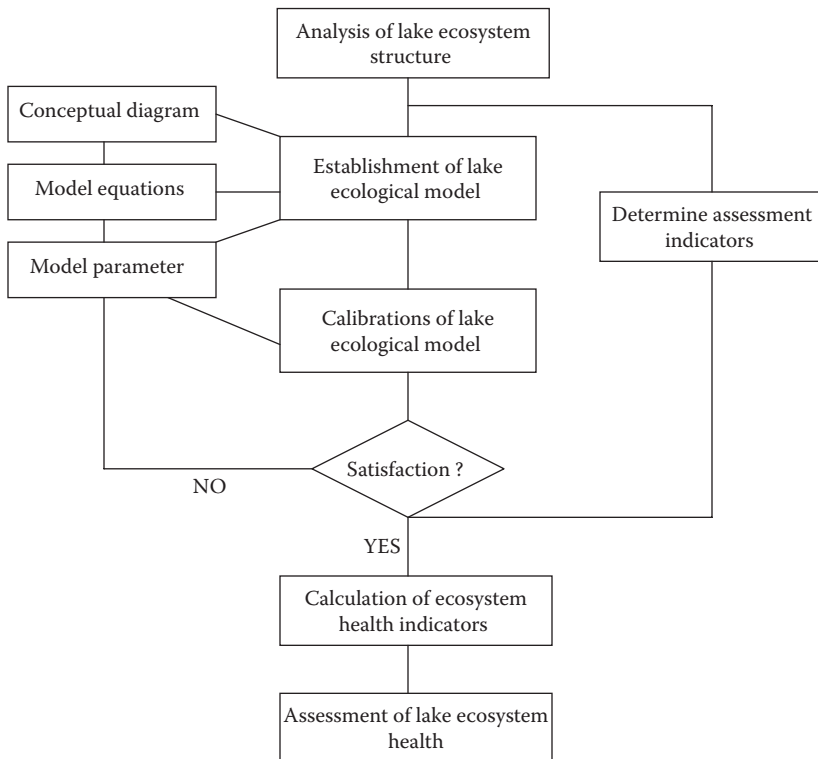 Analysis of lake ecosystem
structure
Conceptual diagram
Establishment of lake
ecological model
Model equations
Determine assessment
indicators
Model parameter
Calibrations of lake
ecological model
Satisfaction ?
NO
YES
Calculation of ecosystem
health indicators
Assessment of lake ecosystem
health